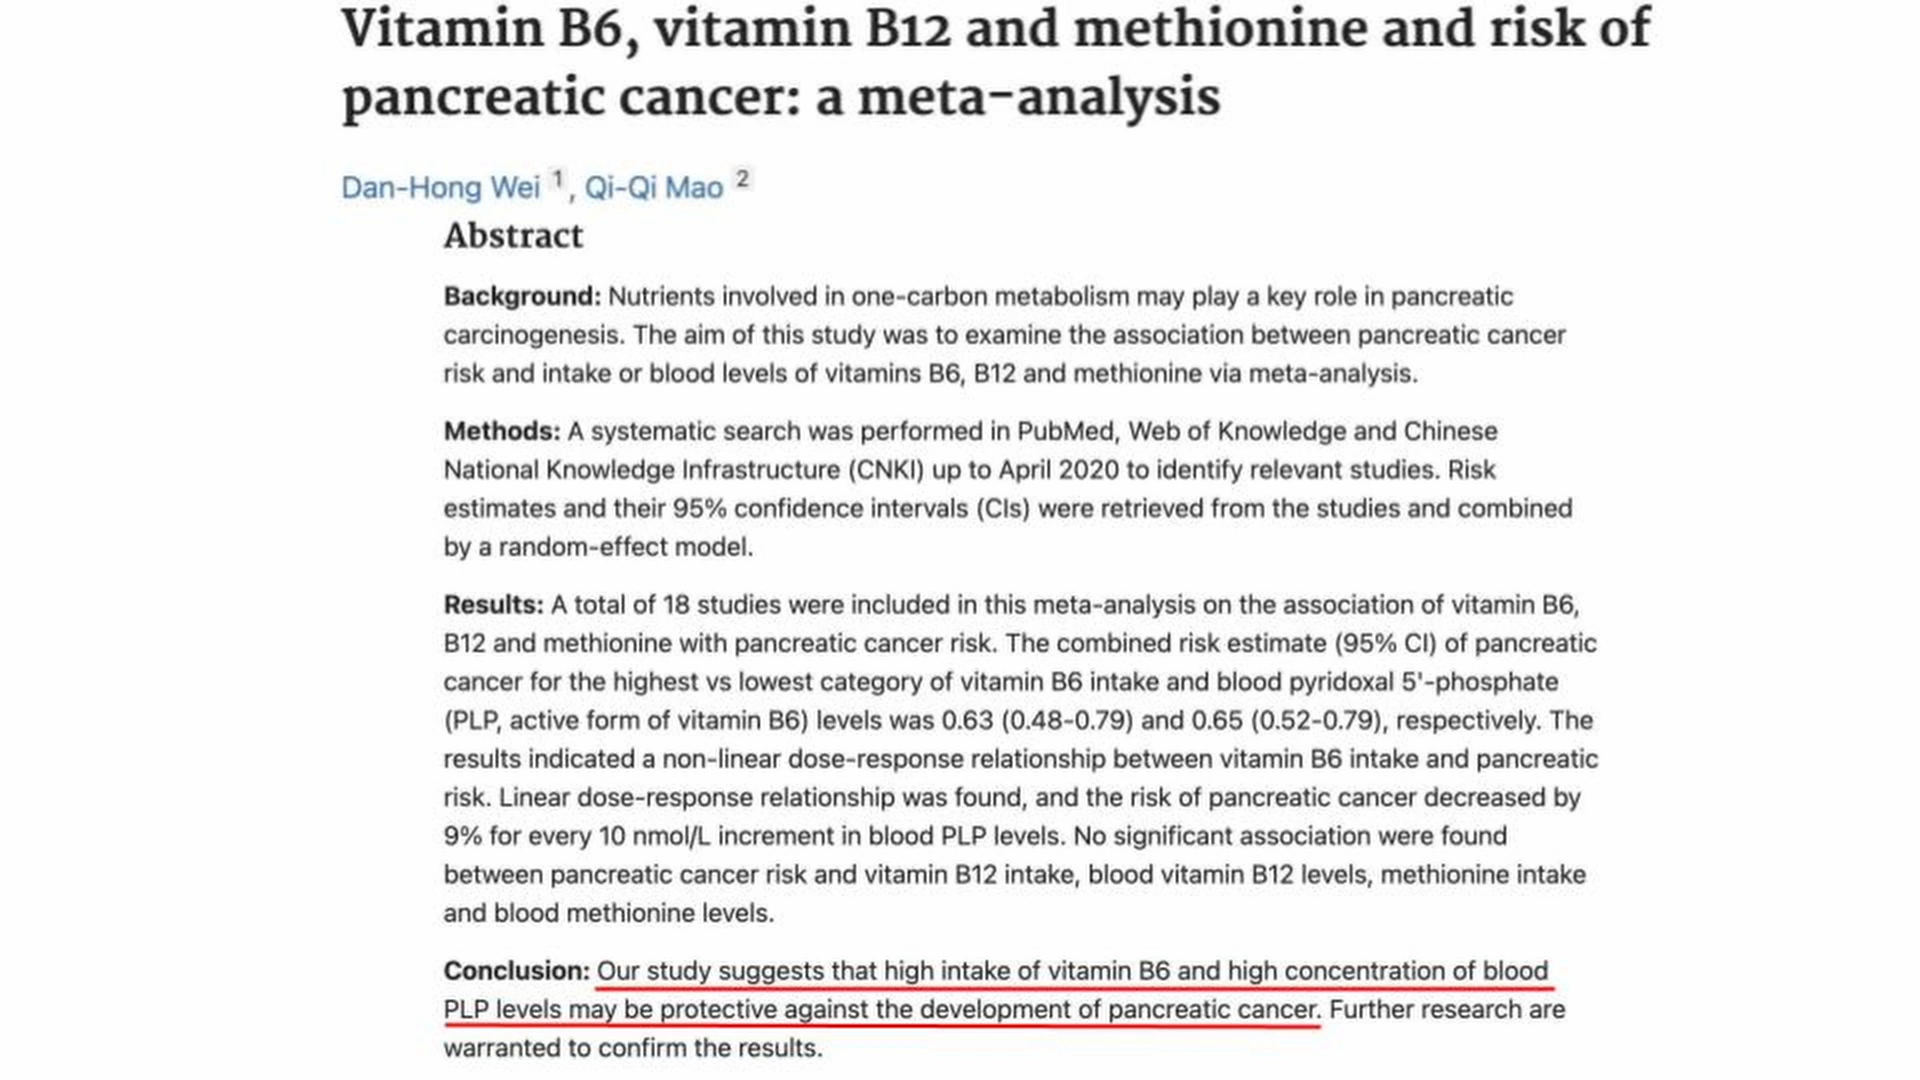 Vitamin B6, vitamin B12 and methionine and risk of
pancreatic cancer: a meta-analysis
Dan-Hong Wei 1, Qi-Qi Mao 2
Abstract
Background: Nutrients involved in one-carbon metabolism may play a key role in pancreatic
carcinogenesis. The aim of this study was to examine the association between pancreatic cancer
risk and intake or blood levels of vitamins B6, B12 and methionine via meta-analysis.
Methods: A systematic search was performed in PubMed, Web of Knowledge and Chinese
National Knowledge Infrastructure (CNKI) up to April 2020 to identify relevant studies. Risk
estimates and their 95% confidence intervals (CIs) were retrieved from the studies and combined
by a random-effect model.
Results: A total of 18 studies were included in this meta-analysis on the association of vitamin B6,
B12 and methionine with pancreatic cancer risk. The combined risk estimate (95% CI) of pancreatic
cancer for the highest vs lowest category of vitamin B6 intake and blood pyridoxal 5'-phosphate
(PLP, active form of vitamin B6) levels was 0.63 (0.48-0.79) and 0.65 (0.52-0.79), respectively. The
results indicated a non-linear dose-response relationship between vitamin B6 intake and pancreatic
risk. Linear dose-response relationship was found, and the risk of pancreatic cancer decreased by
9% for every 10 nmol/L increment in blood PLP levels. No significant association were found
between pancreatic cancer risk and vitamin B12 intake, blood vitamin B12 levels, methionine intake
and blood methionine levels.
Conclusion: Our study suggests that high intake of vitamin B6 and high concentration of blood
PLP levels may be protective against the development of pancreatic cancer. Further research are
warranted to confirm the results.